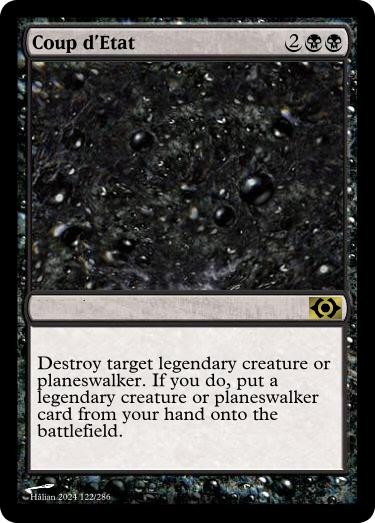 Coup d'Etat 2
Destroy target legendary creature or
planeswalker. If you do, put a
legendary creature or planeswalker
card from your hand onto the
battlefield.
Hálian 2024 122/286